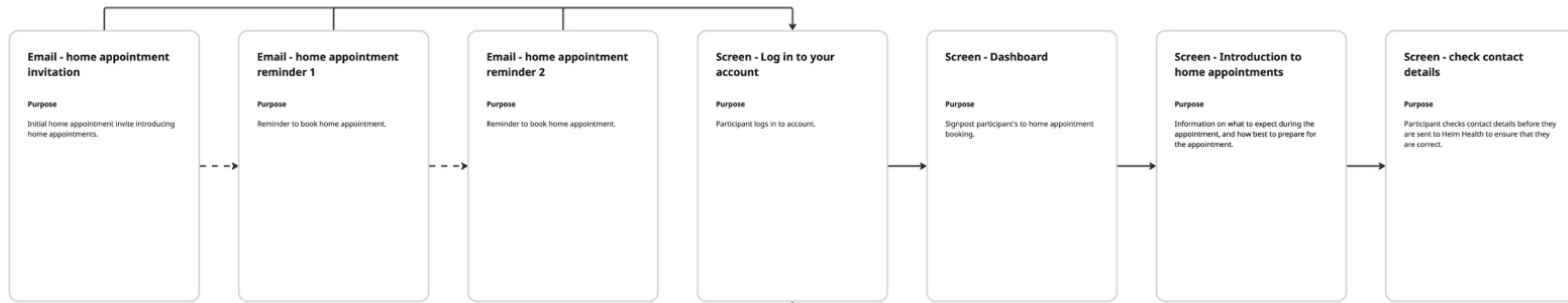 Email - home appointment
invitation
Purpose
Initial home appointment invite introducing
home appointments.
Email - home appointment
reminder 1
Purpose
Reminder to book home appointment.
Email - home appointment
reminder 2
Purpose
Reminder to book home appointment.
Screen - Log in to your
account
Purpose
Participant logs in to account.
Screen - Dashboard
Purpose
Signpost participant's to home appointment
booking.
Screen - Introduction to
home appointments
Purpose
Information on what to expect during the
appointment, and how best to prepare for
the appointment.
Screen - check contact
details
Purpose
Participant checks contact details before they
are sent to Heim Health to ensure that they
are correct.